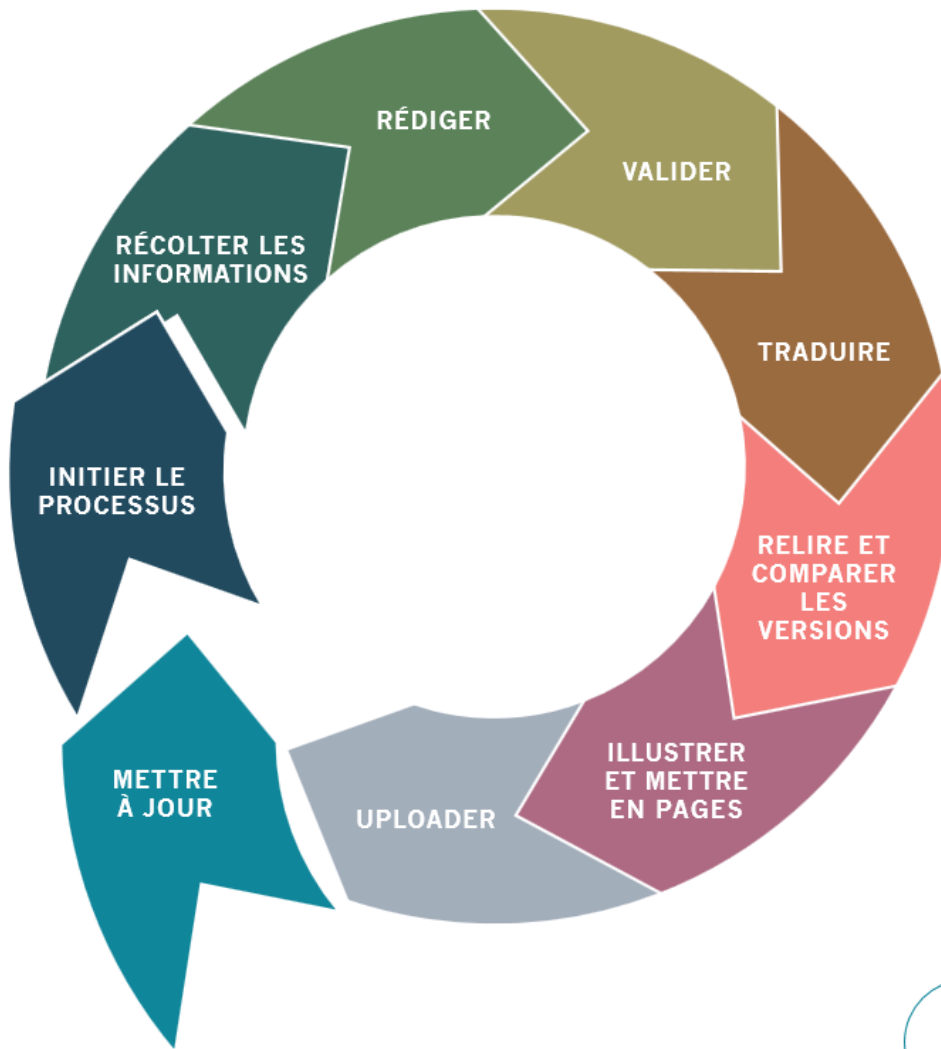 RÉDIGER
VALIDER
RÉCOLTER LES
INFORMATIONS
TRADUIRE
INITIER LE
PROCESSUS
RELIRE ET
COMPARER
LES
VERSIONS
ILLUSTRER
ET METTRE
EN PAGES
METTRE
À JOUR
UPLOADER